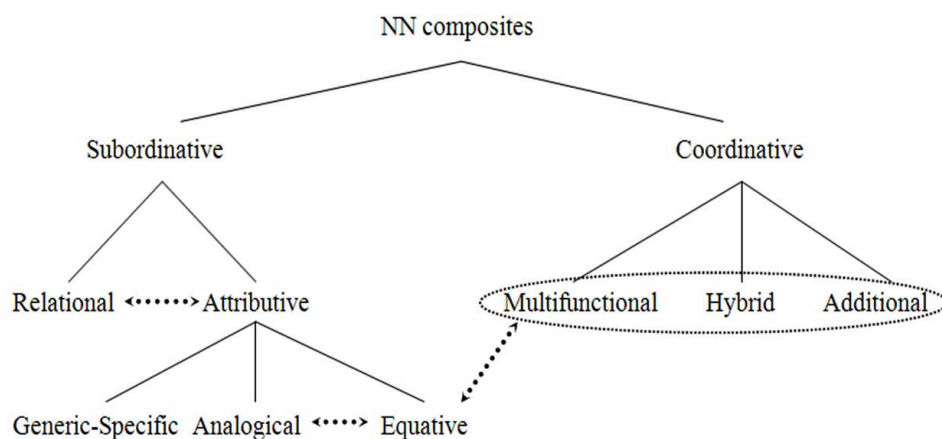 NN composites
Subordinative Coordinative
Relational Attributive Multifunctional Hybrid Additional
Generic-Specific Analogical Equative